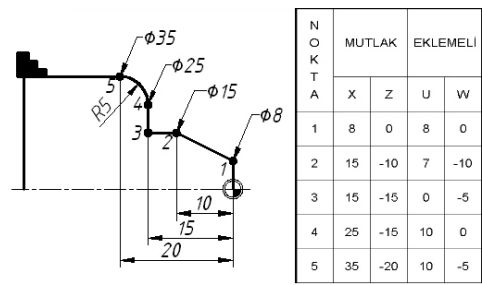 Φ35
Φ25
Φ15
Φ8
R5
5
4
3
2
1
10
15
20
NOKTA MUTLAK EKLEMELİ
X Z U W
1 8 0 8 0
2 15 -10 7 -10
3 15 -15 0 -5
4 25 -15 10 0
5 35 -20 10 -5